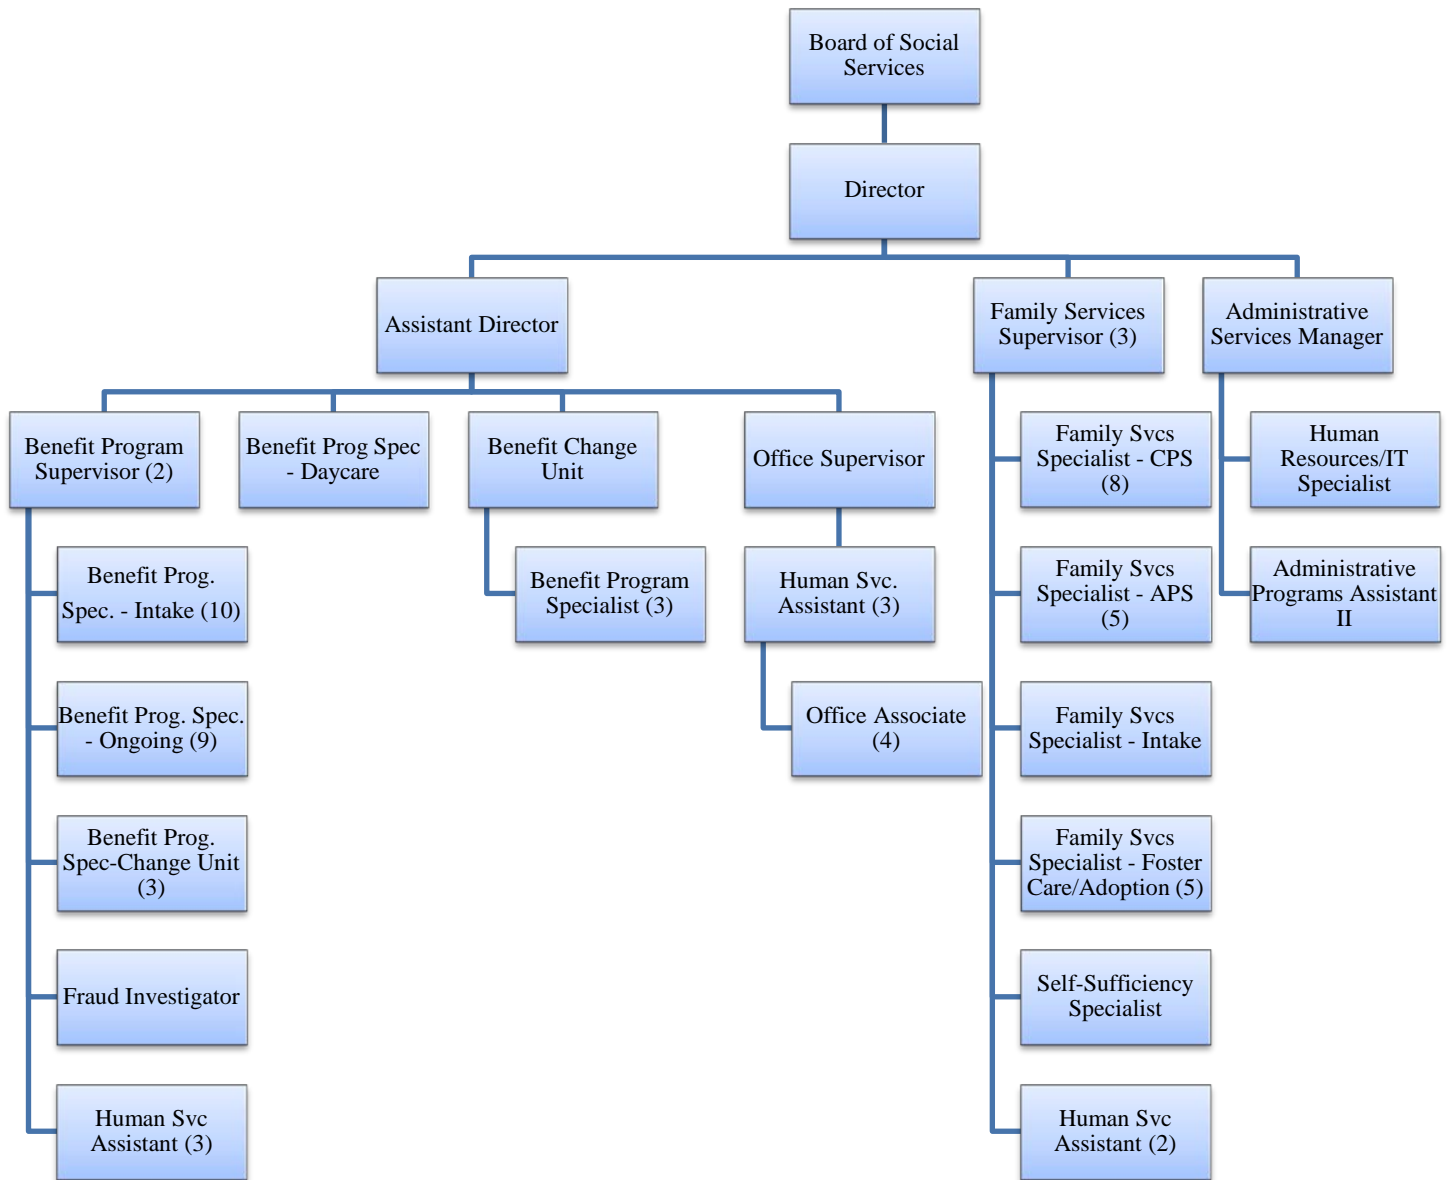 Board of Social
Services
Director
Assistant Director
Family Services
Supervisor (3)
Administrative
Services Manager
Benefit Program
Supervisor (2)
Benefit Prog Spec
- Daycare
Benefit Change
Unit
Office Supervisor
Family Svcs
Specialist - CPS
(8)
Human
Resources/IT
Specialist
Benefit Prog.
Spec. - Intake (10)
Benefit Program
Specialist (3)
Human Svc.
Assistant (3)
Family Svcs
Specialist - APS
(5)
Administrative
Programs Assistant
II
Benefit Prog. Spec.
- Ongoing (9)
Office Associate
(4)
Family Svcs
Specialist - Intake
Benefit Prog.
Spec-Change Unit
(3)
Family Svcs
Specialist - Foster
Care/Adoption (5)
Fraud Investigator
Self-Sufficiency
Specialist
Human Svc
Assistant (3)
Human Svc
Assistant (2)